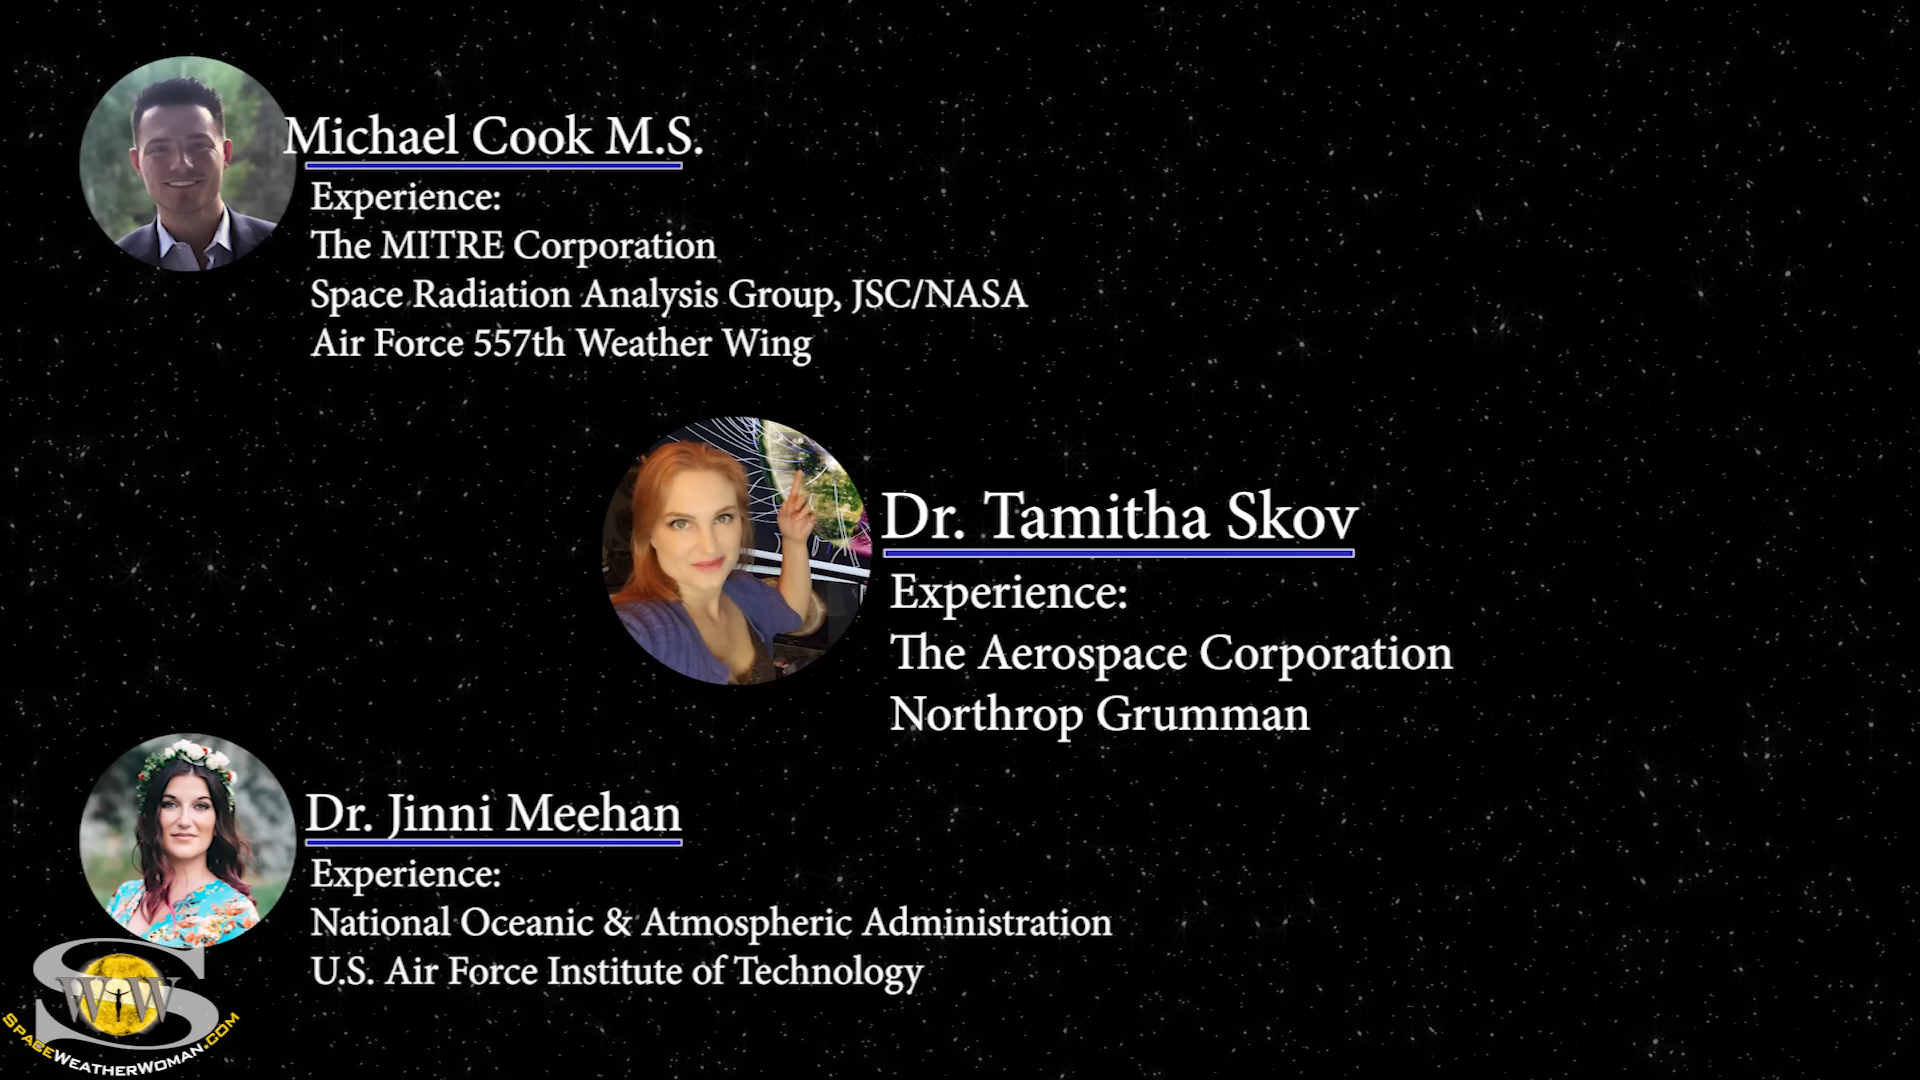 Michael Cook M.S.
Experience:
The MITRE Corporation
Space Radiation Analysis Group, JSC/NASA
Air Force 557th Weather Wing
Dr. Tamitha Skov
Experience:
The Aerospace Corporation
Northrop Grumman
Dr. Jinni Meehan
Experience:
National Oceanic & Atmospheric Administration
U.S. Air Force Institute of Technology
S
WW
SPACEWEATHERWOMAN.COM